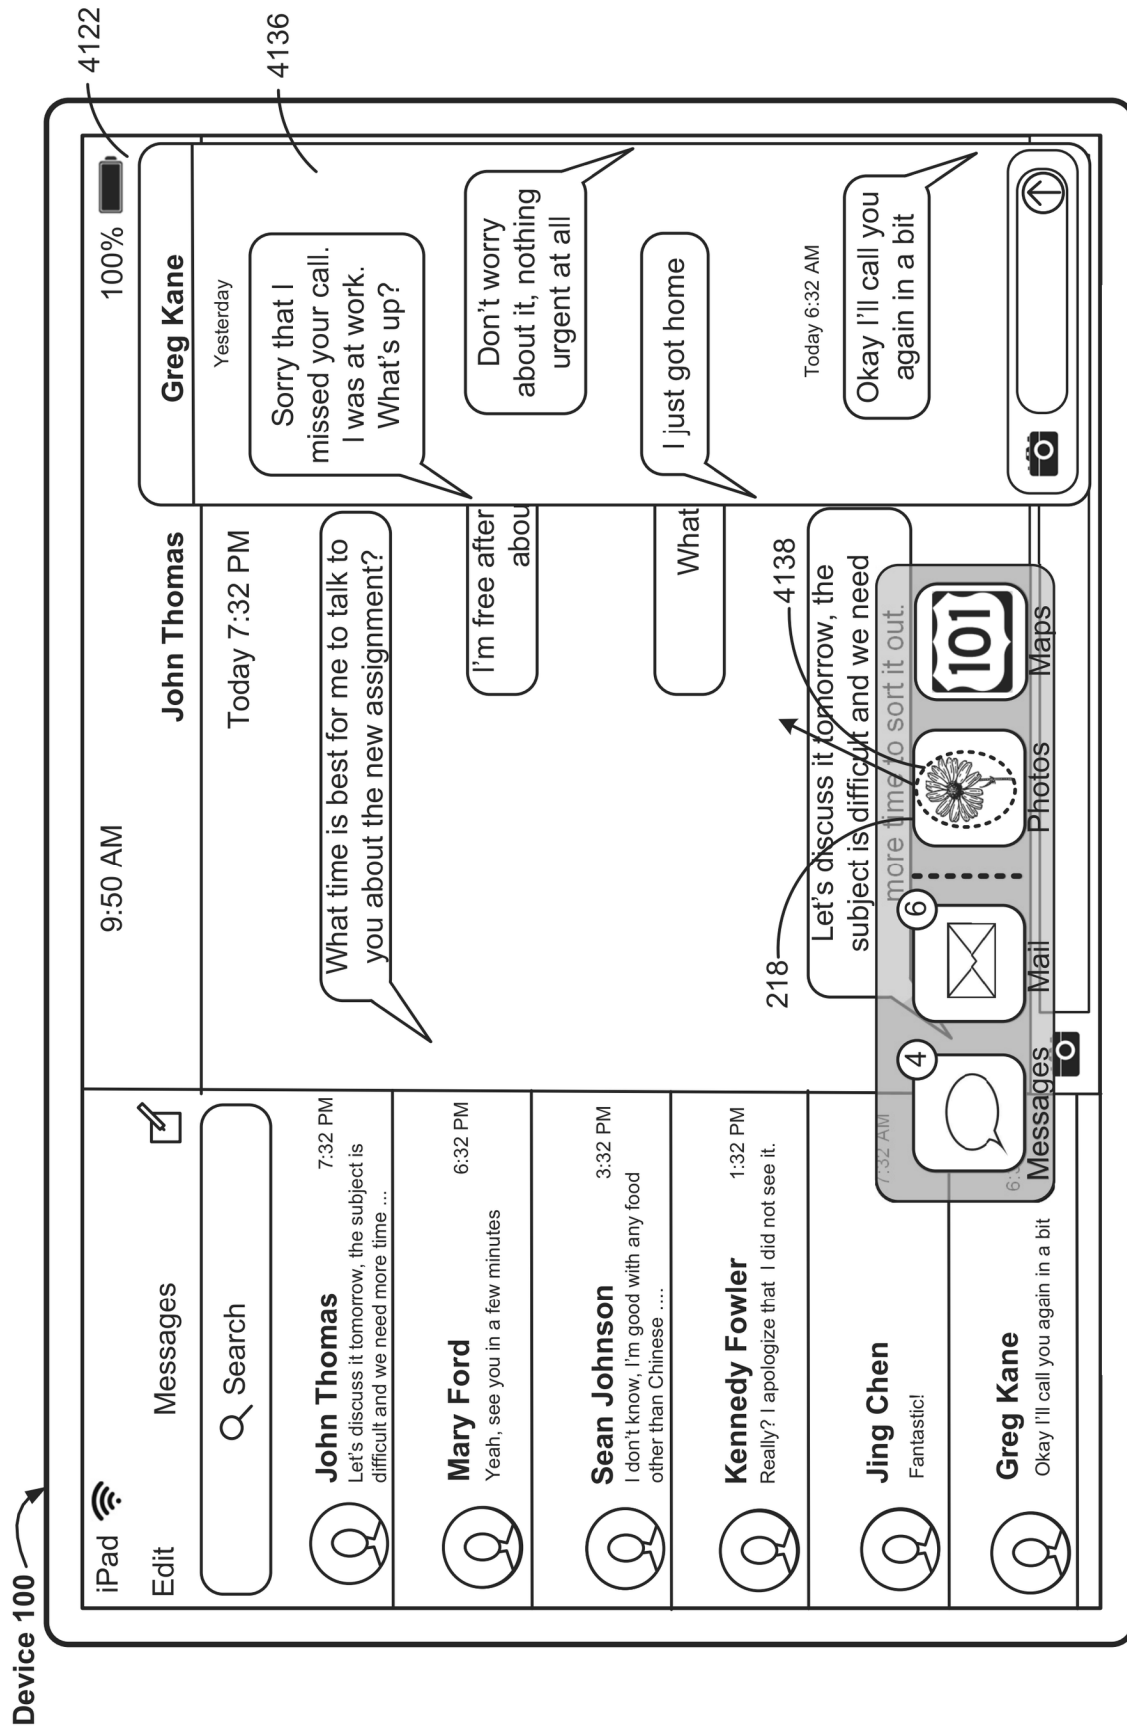 Device 100
iPad
9:50 AM
100%
4122
4136
Edit
Messages
Search
John Thomas
7:32 PM
Let's discuss it tomorrow, the subject is
difficult and we need more time ...
Mary Ford
6:32 PM
Yeah, see you in a few minutes
Sean Johnson
3:32 PM
I don't know, I'm good with any food
other than Chinese ....
Kennedy Fowler
1:32 PM
Really? I apologize that I did not see it.
Jing Chen
7:32 AM
Fantastic!
Greg Kane
Okay I'll call you again in a bit
John Thomas
Today 7:32 PM
What time is best for me to talk to
you about the new assignment?
I'm free after
abou
What
Let's discuss it tomorrow, the
subject is difficult and we need
more time to sort it out.
218
4138
4
6
101
Messages
Mail
Photos
Maps
Greg Kane
Yesterday
Sorry that I
missed your call.
I was at work.
What's up?
Don't worry
about it, nothing
urgent at all
I just got home
Today 6:32 AM
Okay I'll call you
again in a bit